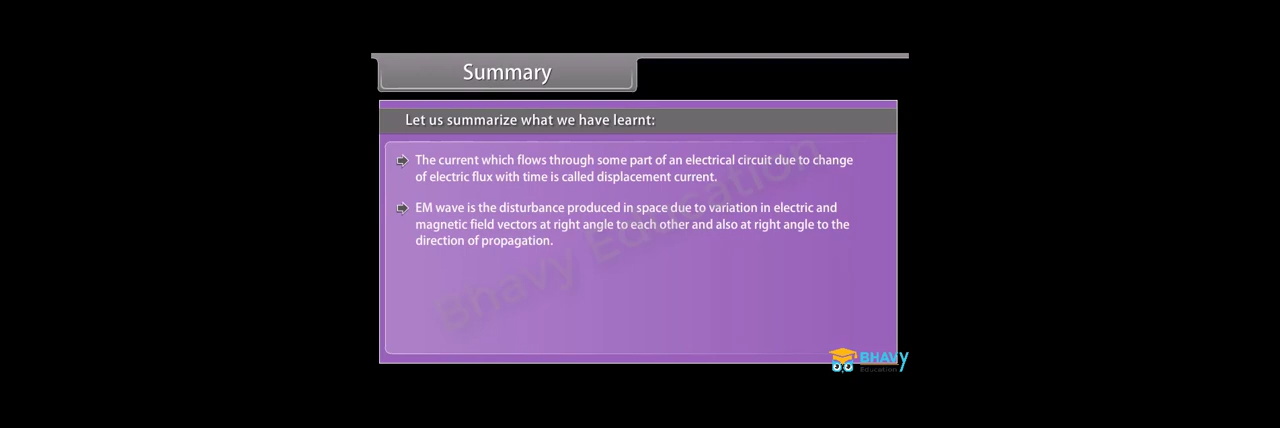 Summary
Let us summarize what we have learnt:
The current which flows through some part of an electrical circuit due to change
of electric flux with time is called displacement current.
EM wave is the disturbance produced in space due to variation in electric and
magnetic field vectors at right angle to each other and also at right angle to the
direction of propagation.
Bhavy Education
BHAVY
Education